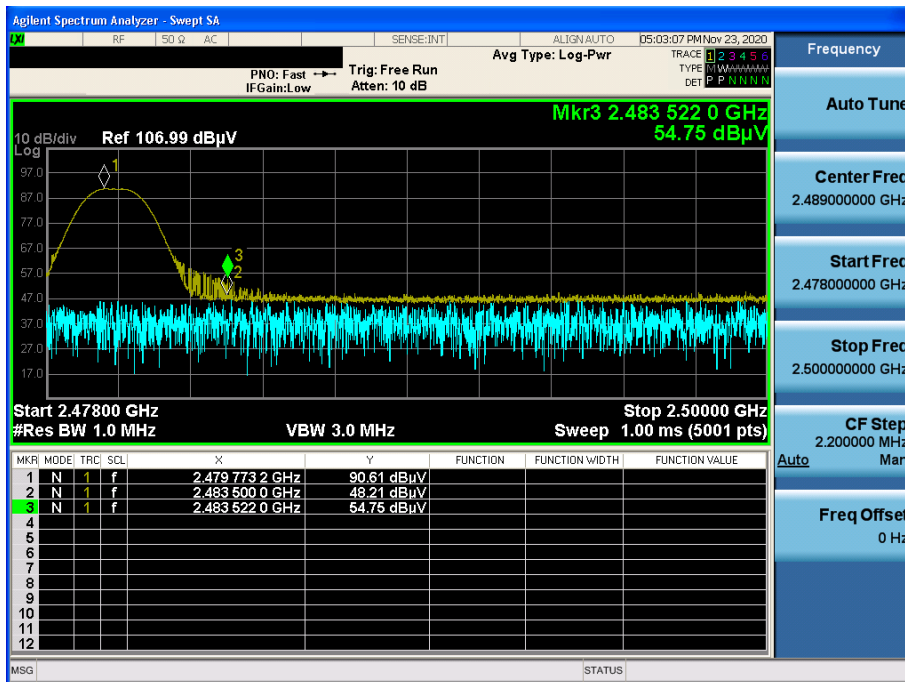 Agilent Spectrum Analyzer - Swept SA
LXI RF 50 Ω AC SENSE:INT ALIGN AUTO 05:03:07 PM Nov 23, 2020
Frequency
PNO: Fast
IFGain:Low
Trig: Free Run
Atten: 10 dB
Avg Type: Log-Pwr
TRACE 1 2 3 4 5 6
TYPE M W W W W W
DET P P N N N N
Auto Tune
Mkr3 2.483 522 0 GHz
54.75 dBµV
10 dB/div Ref 106.99 dBµV
Log
97.0
87.0
77.0
67.0
57.0
47.0
37.0
27.0
17.0
1
3
2
Center Freq
2.489000000 GHz
Start Freq
2.478000000 GHz
Stop Freq
2.500000000 GHz
Start 2.47800 GHz Stop 2.50000 GHz
#Res BW 1.0 MHz VBW 3.0 MHz Sweep 1.00 ms (5001 pts)
CF Step
2.200000 MHz
Auto Man
MKR MODE TRC SCL X Y FUNCTION FUNCTION WIDTH FUNCTION VALUE
1 N 1 f 2.479 773 2 GHz 90.61 dBµV
2 N 1 f 2.483 500 0 GHz 48.21 dBµV
3 N 1 f 2.483 522 0 GHz 54.75 dBµV
4
5
6
7
8
9
10
11
12
Freq Offset
0 Hz
MSG STATUS